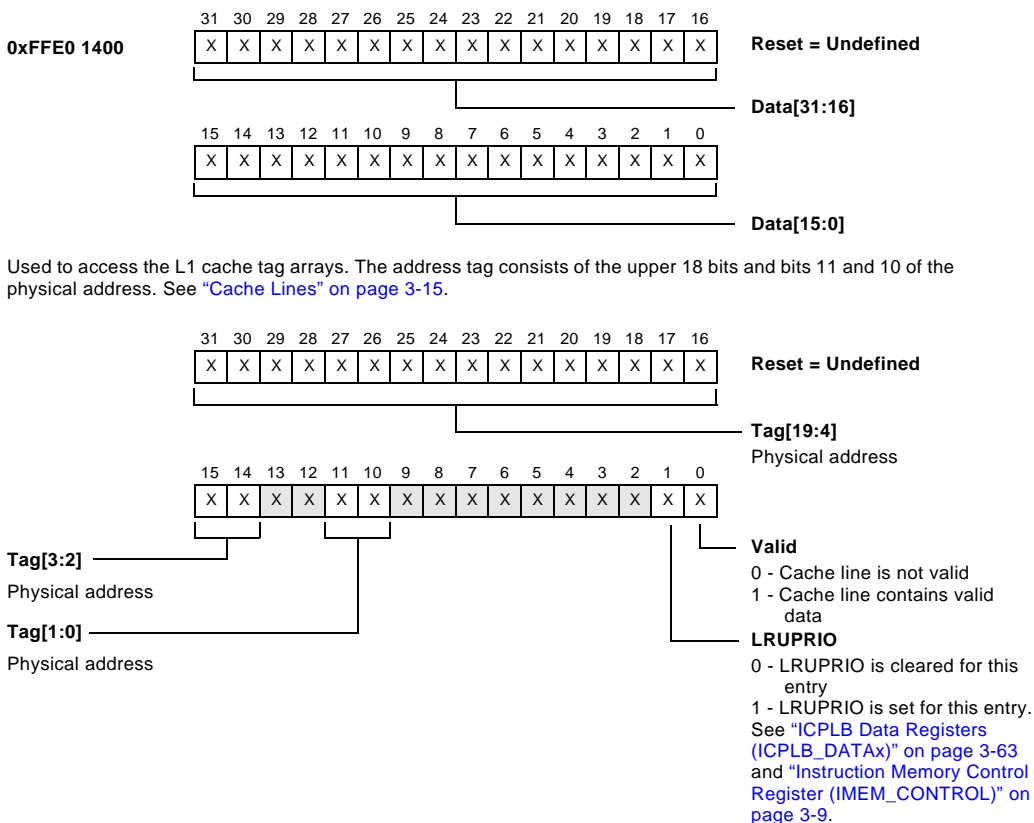 31 30 29 28 27 26 25 24 23 22 21 20 19 18 17 16
0xFFE0 1400 X X X X X X X X X X X X X X X X Reset = Undefined
Data[31:16]
15 14 13 12 11 10 9 8 7 6 5 4 3 2 1 0
X X X X X X X X X X X X X X X X
Data[15:0]
Used to access the L1 cache tag arrays. The address tag consists of the upper 18 bits and bits 11 and 10 of the
physical address. See “Cache Lines” on page 3-15.
31 30 29 28 27 26 25 24 23 22 21 20 19 18 17 16
X X X X X X X X X X X X X X X X Reset = Undefined
Tag[19:4]
Physical address
15 14 13 12 11 10 9 8 7 6 5 4 3 2 1 0
X X X X X X X X X X X X X X X X
Tag[3:2]
Physical address
Tag[1:0]
Physical address
Valid
0 - Cache line is not valid
1 - Cache line contains valid
data
LRUPRIO
0 - LRUPRIO is cleared for this
entry
1 - LRUPRIO is set for this entry.
See “ICPLB Data Registers
(ICPLB_DATAx)” on page 3-63
and “Instruction Memory Control
Register (IMEM_CONTROL)” on
page 3-9.